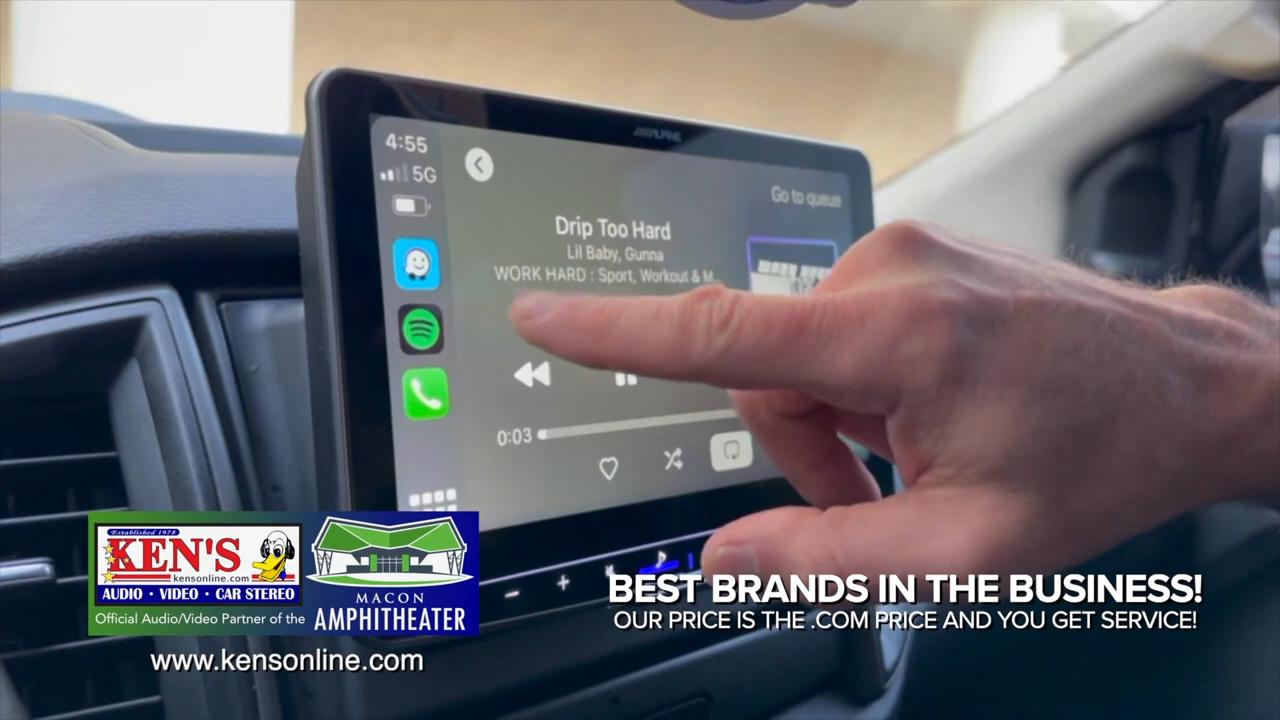 ALPINE
4:55
5G
Go to queue
Drip Too Hard
Lil Baby, Gunna
WORK HARD : Sport, Workout & M
0:03
Established 1978
KEN'S
kensonline.com
AUDIO • VIDEO • CAR STEREO
Official Audio/Video Partner of the
MACON
AMPHITHEATER
www.kensonline.com
BEST BRANDS IN THE BUSINESS!
OUR PRICE IS THE .COM PRICE AND YOU GET SERVICE!